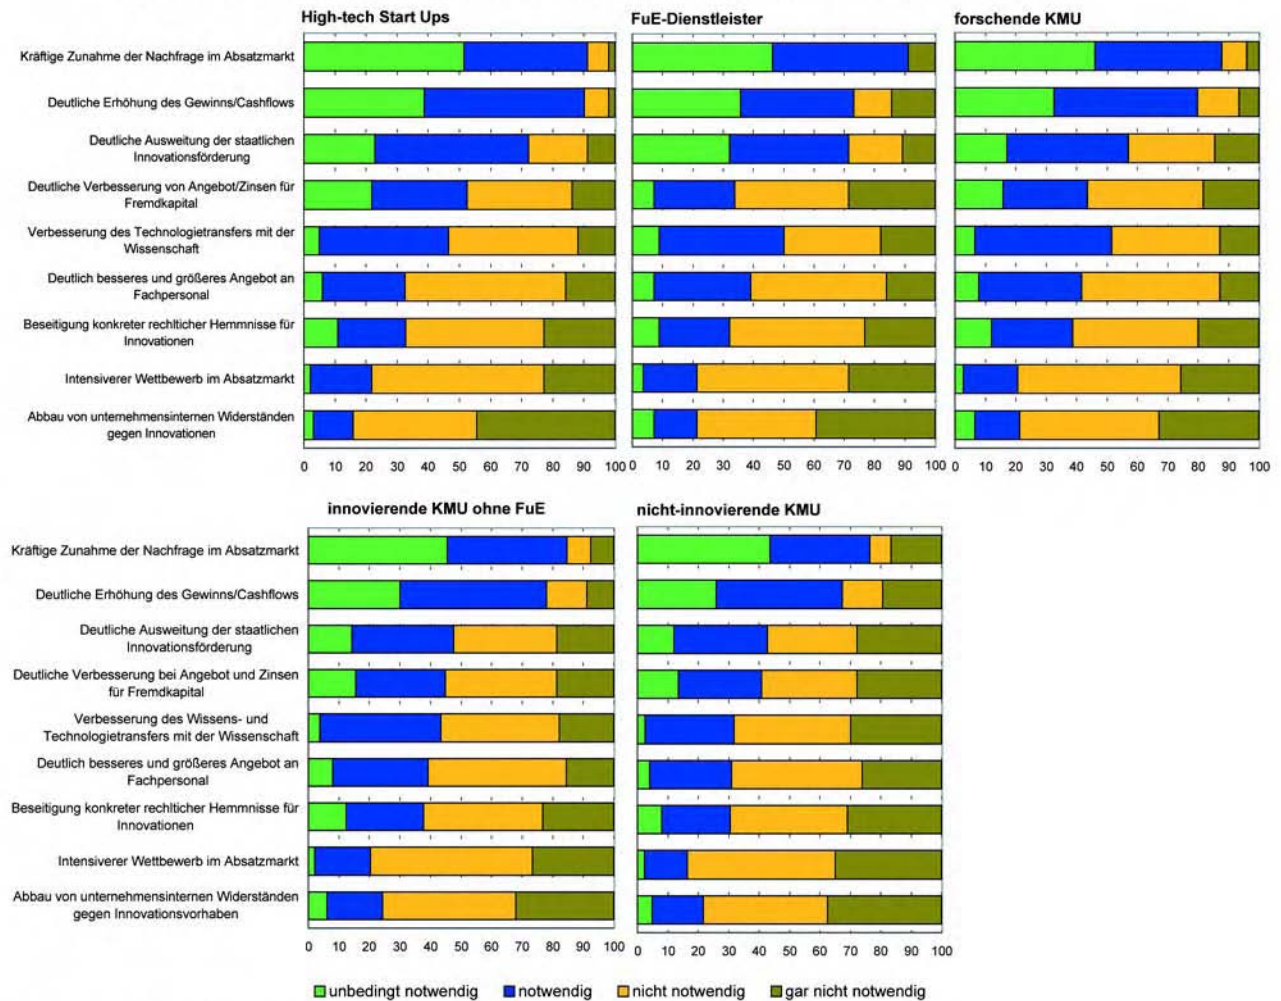 High-tech Start Ups
FuE-Dienstleister
forschende KMU
Kräftige Zunahme der Nachfrage im Absatzmarkt
Deutliche Erhöhung des Gewinns/Cashflows
Deutliche Ausweitung der staatlichen
Innovationsförderung
Deutliche Verbesserung von Angebot/Zinsen für
Fremdkapital
Verbesserung des Technologietransfers mit der
Wissenschaft
Deutlich besseres und größeres Angebot an
Fachpersonal
Beseitigung konkreter rechlticher Hemmnisse für
Innovationen
Intensiverer Wettbewerb im Absatzmarkt
Abbau von unternehmensinternen Widerständen
gegen Innovationen
0 10 20 30 40 50 60 70 80 90 100
0 10 20 30 40 50 60 70 80 90 100
0 10 20 30 40 50 60 70 80 90 100
innovierende KMU ohne FuE
nicht-innovierende KMU
Kräftige Zunahme der Nachfrage im Absatzmarkt
Deutliche Erhöhung des Gewinns/Cashflows
Deutliche Ausweitung der staatlichen
Innovationsförderung
Deutliche Verbesserung bei Angebot und Zinsen
für Fremdkapital
Verbesserung des Wissens- und
Technologietransfers mit der Wissenschaft
Deutlich besseres und größeres Angebot an
Fachpersonal
Beseitigung konkreter rechlticher Hemmnisse für
Innovationen
Intensiverer Wettbewerb im Absatzmarkt
Abbau von unternehmensinternen Widerständen
gegen Innovationsvorhaben
0 10 20 30 40 50 60 70 80 90 100
0 10 20 30 40 50 60 70 80 90 100
unbedingt notwendig notwendig nicht notwendig gar nicht notwendig